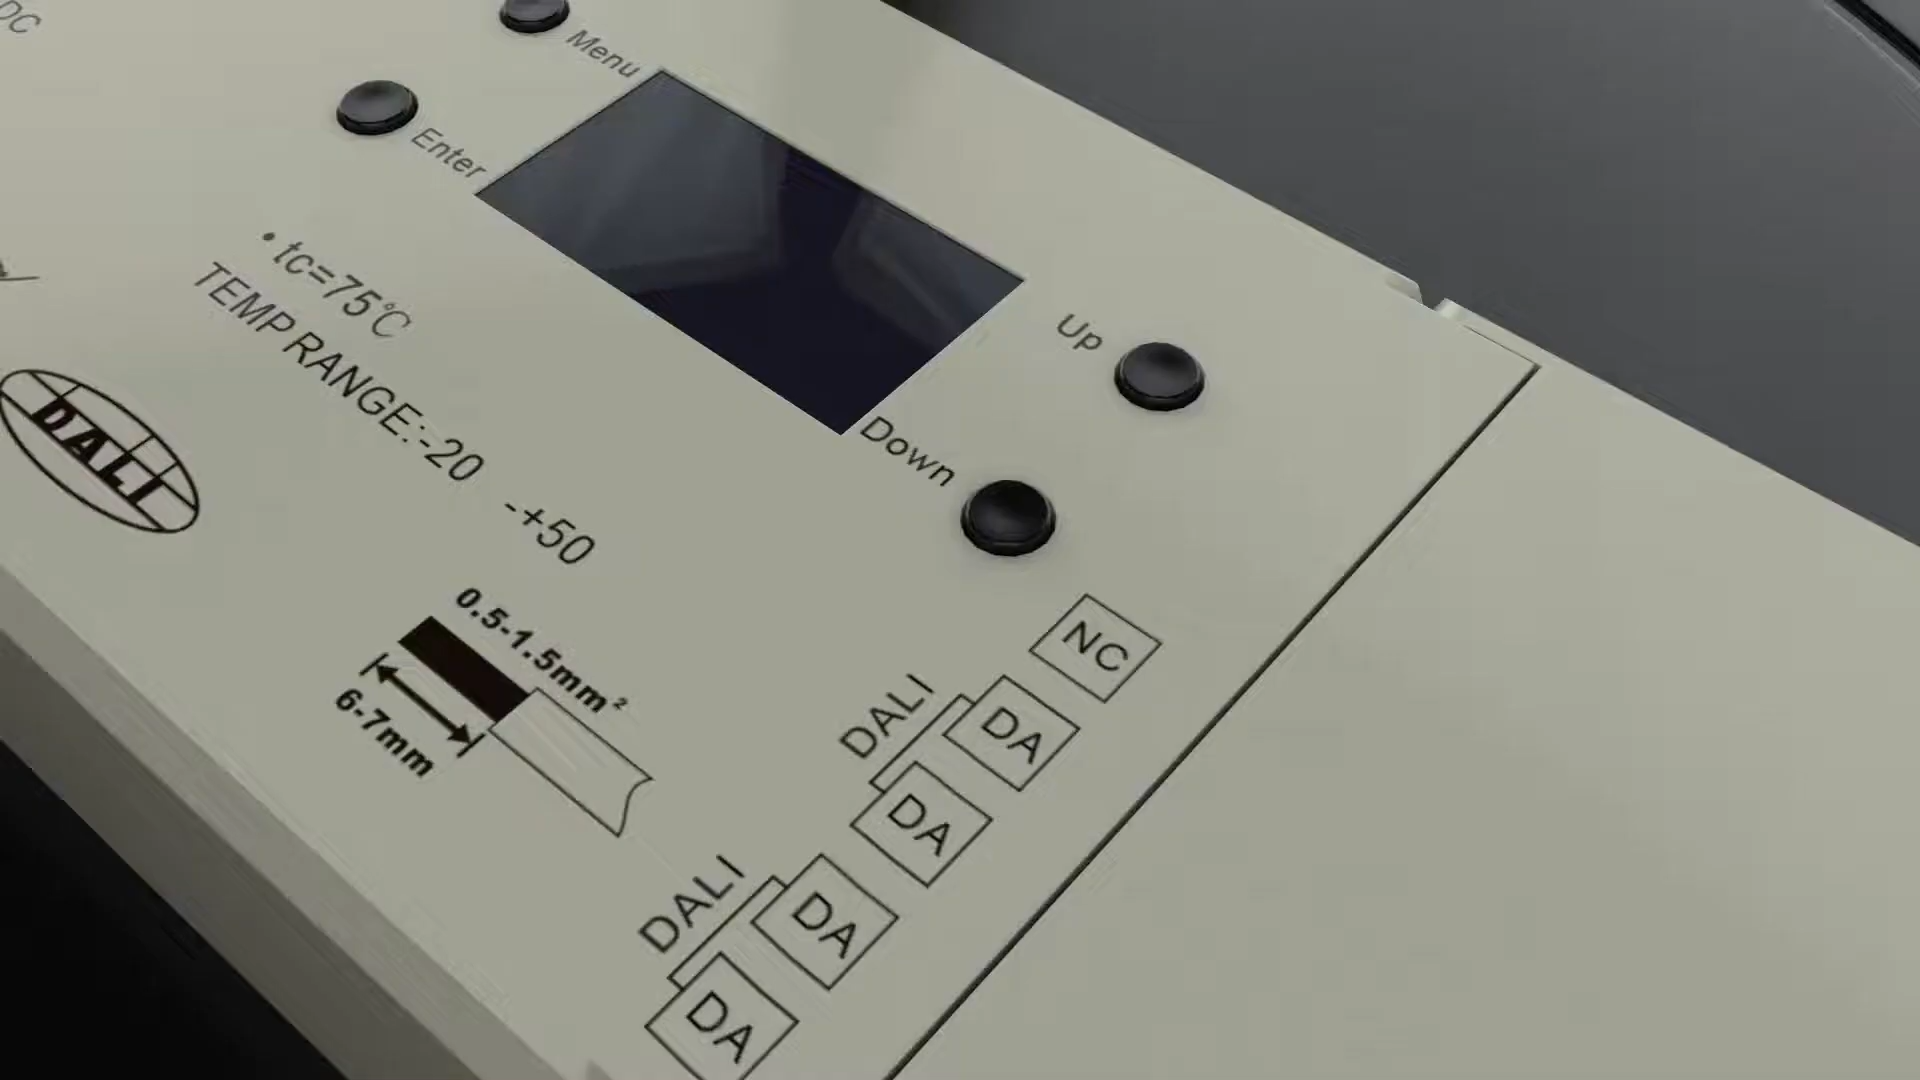 DC
Menu
Enter
• tc=75℃
TEMP RANGE:-20 -+50
DALI
Up
Down
0.5-1.5mm²
6-7mm
NC
DALI
DA
DA
DALI
DA
DA